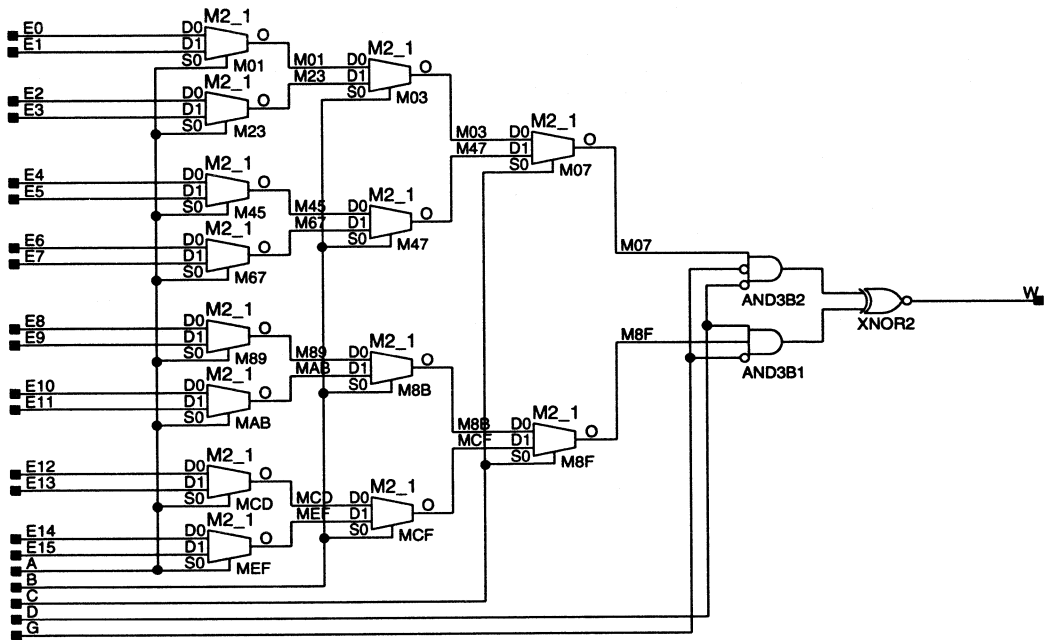 M2_1
E0 D0 O
E1 D1
S0 M01
M2_1
M01 D0 O
M23 D1
S0 M03
M2_1
E2 D0 O
E3 D1
S0 M23
M2_1
M03 D0 O
M47 D1
S0 M07
M2_1
E4 D0 O
E5 D1
S0 M45
M2_1
M45 D0 O
M67 D1
S0 M47
M2_1
E6 D0 O
E7 D1
S0 M67
M07
AND3B2
W
XNOR2
M8F
AND3B1
M2_1
E8 D0 O
E9 D1
S0 M89
M2_1
M89 D0 O
MAB D1
S0 M8B
M2_1
E10 D0 O
E11 D1
S0 MAB
M2_1
M8B D0 O
MCF D1
S0 M8F
M2_1
E12 D0 O
E13 D1
S0 MCD
M2_1
MCD D0 O
MEF D1
S0 MCF
M2_1
E14 D0 O
E15 D1
A S0 MEF
B
C
D
G